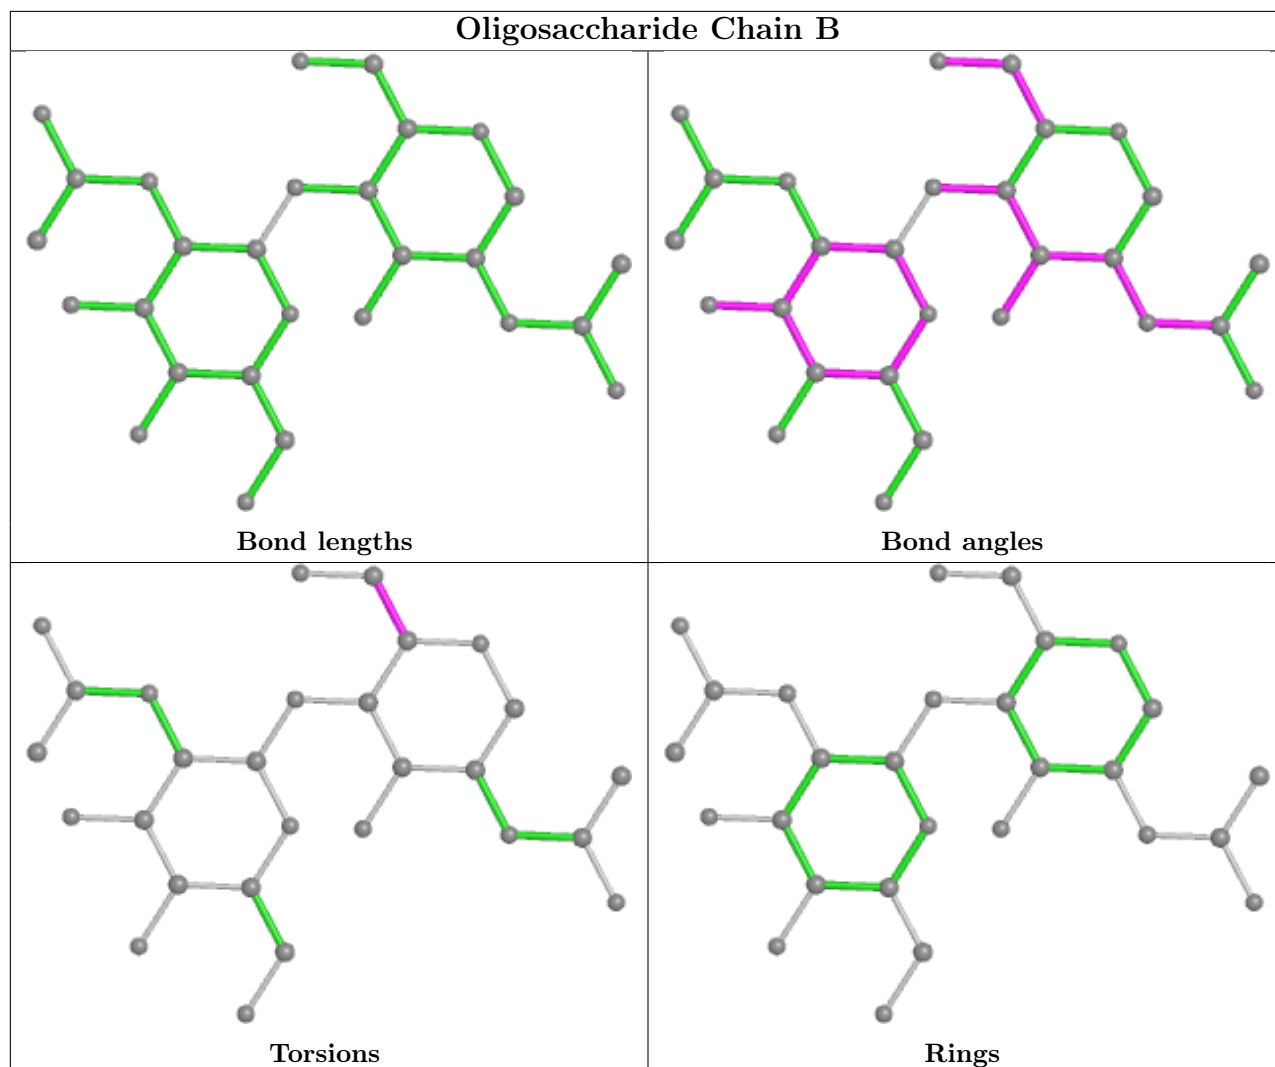 Oligosaccharide Chain B
Bond lengths
Bond angles
Torsions
Rings